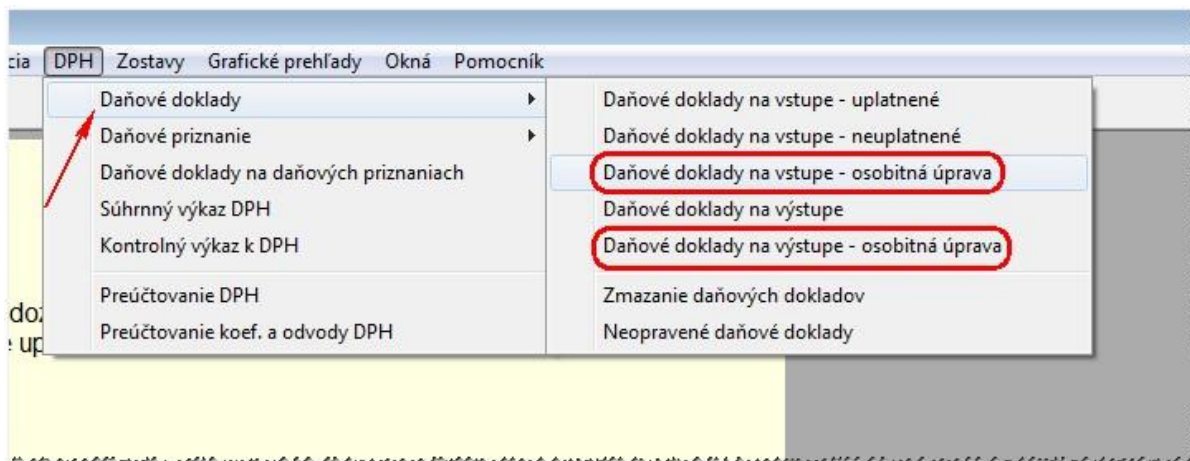 cia DPH Zostavy Grafické prehľady Okná Pomocník
Daňové doklady
Daňové priznanie
Daňové doklady na daňových priznaniach
Súhrnný výkaz DPH
Kontrolný výkaz k DPH
Preúčtovanie DPH
Preúčtovanie koef. a odvody DPH
Daňové doklady na vstupe - uplatnené
Daňové doklady na vstupe - neuplatnené
Daňové doklady na vstupe - osobitná úprava
Daňové doklady na výstupe
Daňové doklady na výstupe - osobitná úprava
Zmazanie daňových dokladov
Neopravené daňové doklady
doz
up